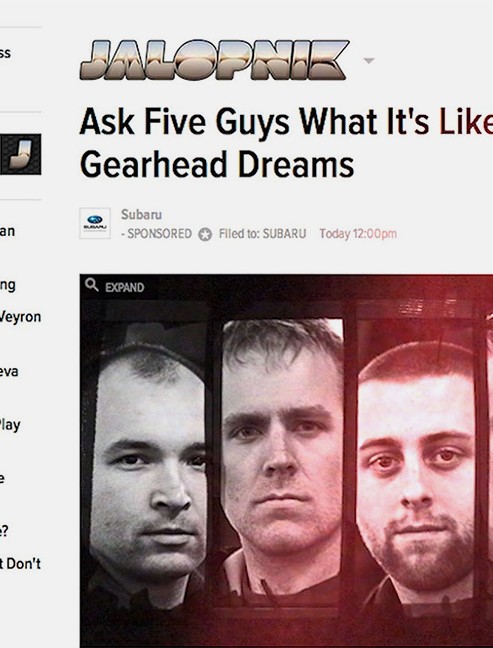 JALOPNIK
ss
Ask Five Guys What It's Like
Gearhead Dreams
Subaru
SUBARU
- SPONSORED Filed to: SUBARU Today 12:00pm
an
EXPAND
ng
Veyron
eva
Play
e
e?
t Don't